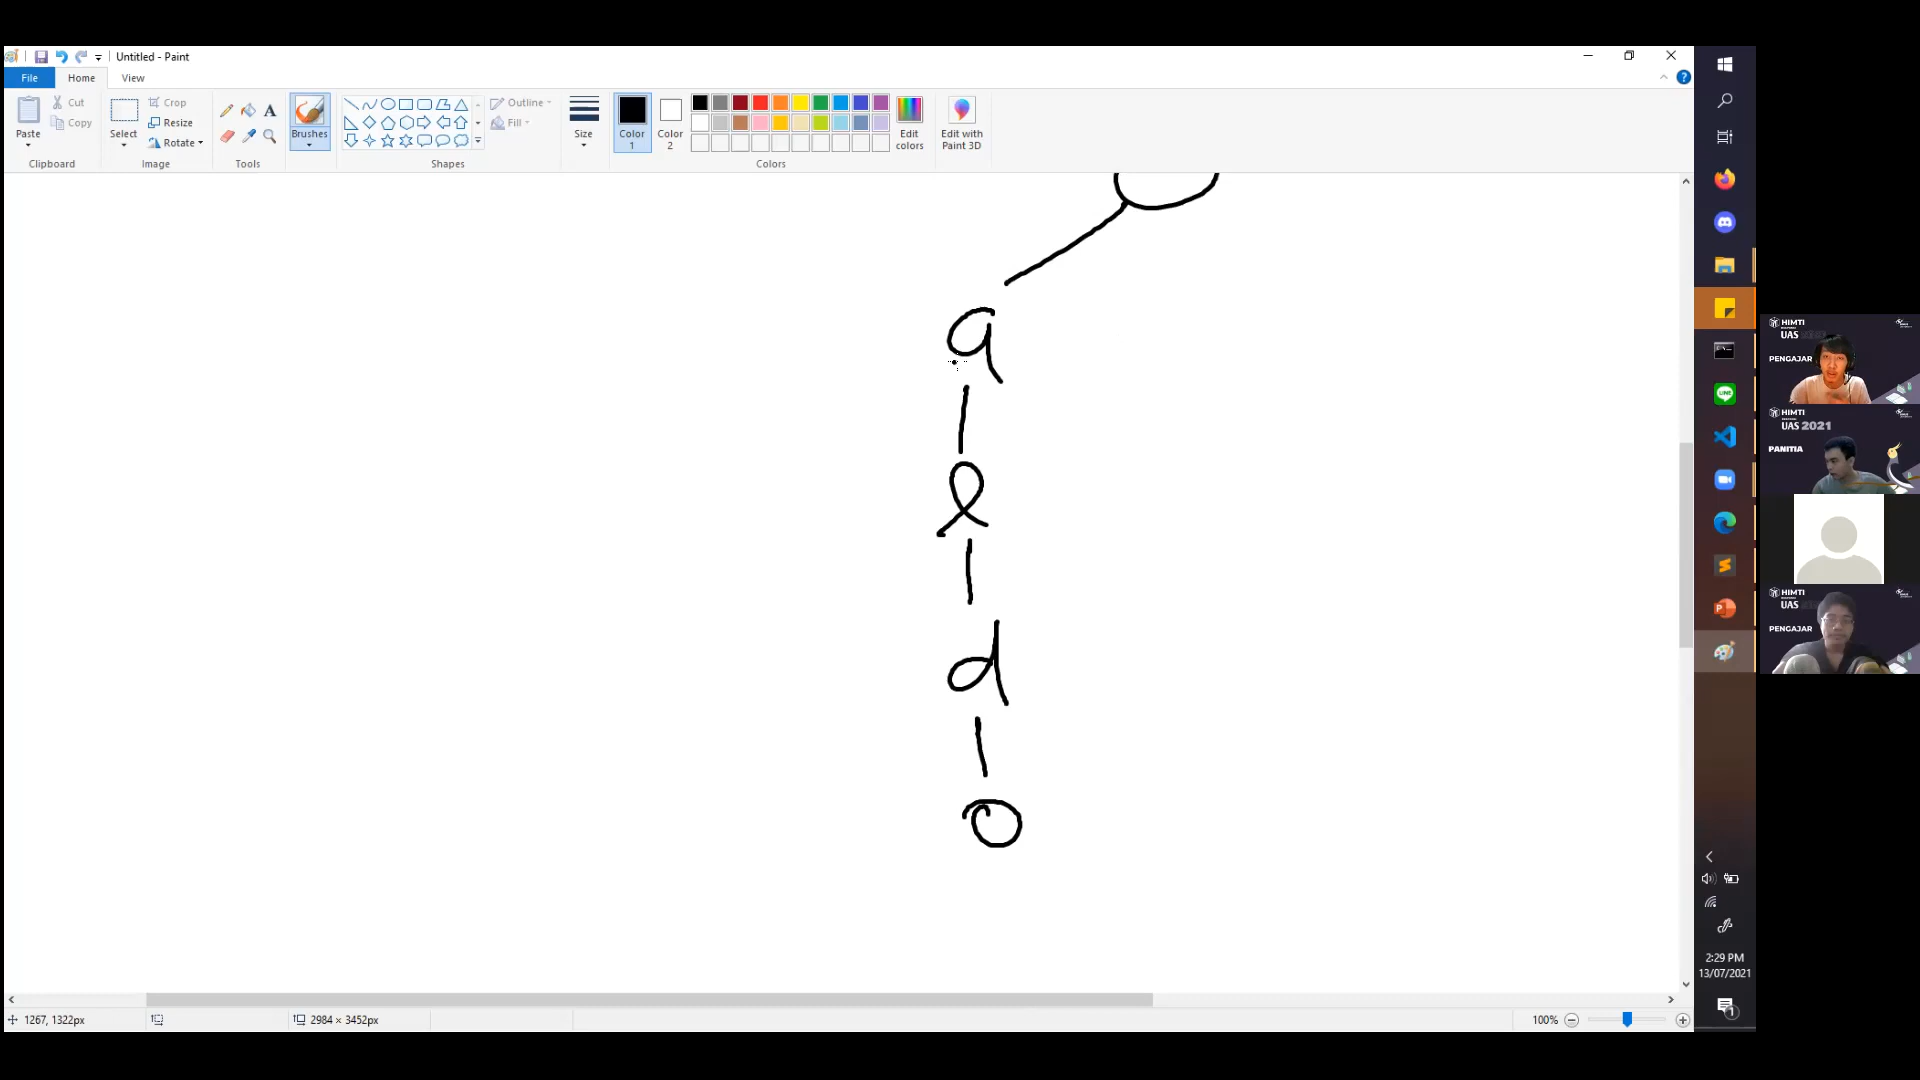 Untitled - Paint
File Home View
Paste
Cut
Copy
Clipboard
Select
Crop
Resize
Rotate
Image
Tools
Brushes
Shapes
Outline
Fill
Size
Color 1
Color 2
Edit colors
Colors
Edit with Paint 3D
a
l
d
o
HIMTI
UAS
PENGAJAR
HIMTI
UAS 2021
PANITIA
HIMTI
UAS
PENGAJAR
2:29 PM
13/07/2021
1
1267, 1322px
2984 × 3452px
100%